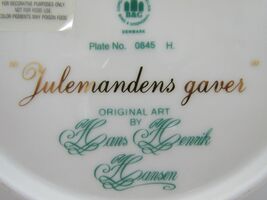 FOR DECORATIVE PURPOSES ONLY
NOT FOR FOOD USE.
COLOR PIGMENTS MAY POISON FOOD
B&G
DENMARK
Plate No. 0845 H.
"Julemandens gaver"
ORIGINAL ART
BY
Hans Henrik
Hansen